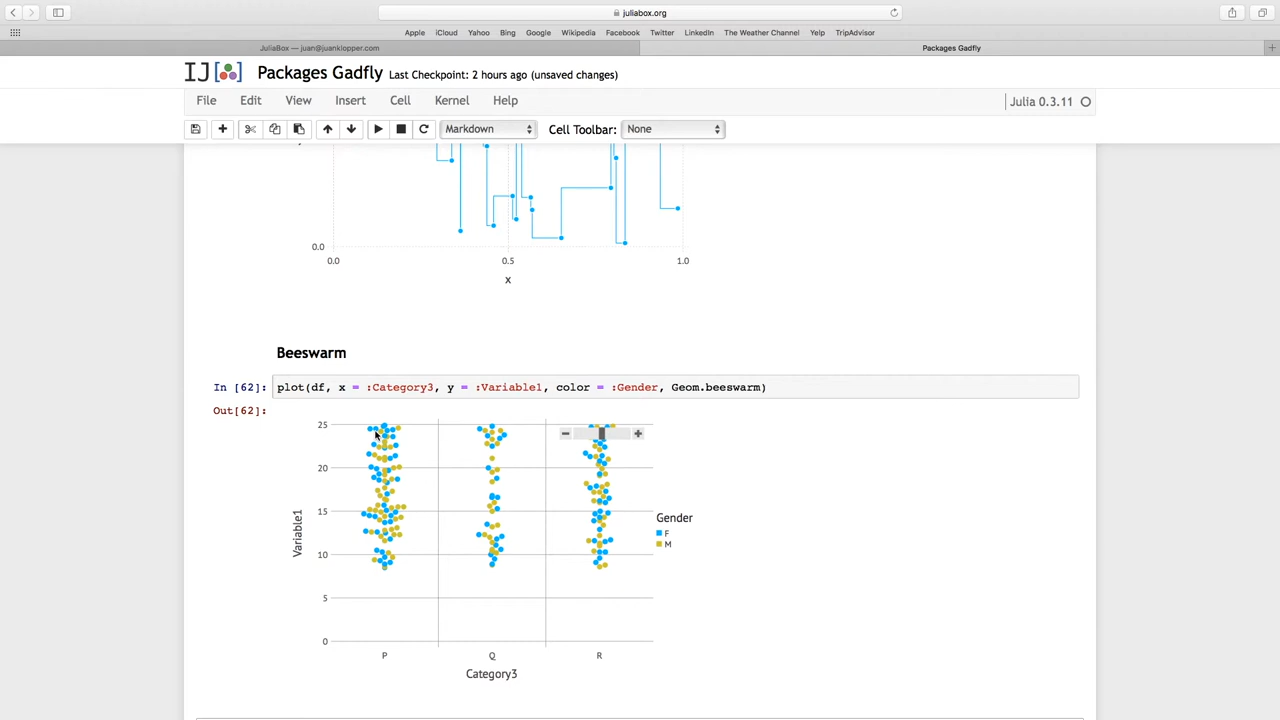 juliabox.org
Apple iCloud Yahoo Bing Google Wikipedia Facebook Twitter LinkedIn The Weather Channel Yelp TripAdvisor
JuliaBox — juan@juanklopper.com
Packages Gadfly
IJ[ ] Packages Gadfly Last Checkpoint: 2 hours ago (unsaved changes)
File Edit View Insert Cell Kernel Help
Julia 0.3.11
Markdown
Cell Toolbar: None
0.0
0.0 0.5 1.0
x
Beeswarm
In [62]: plot(df, x = :Category3, y = :Variable1, color = :Gender, Geom.beeswarm)
Out[62]:
25
20
15
10
5
0
Variable1
P Q R
Category3
Gender
F
M